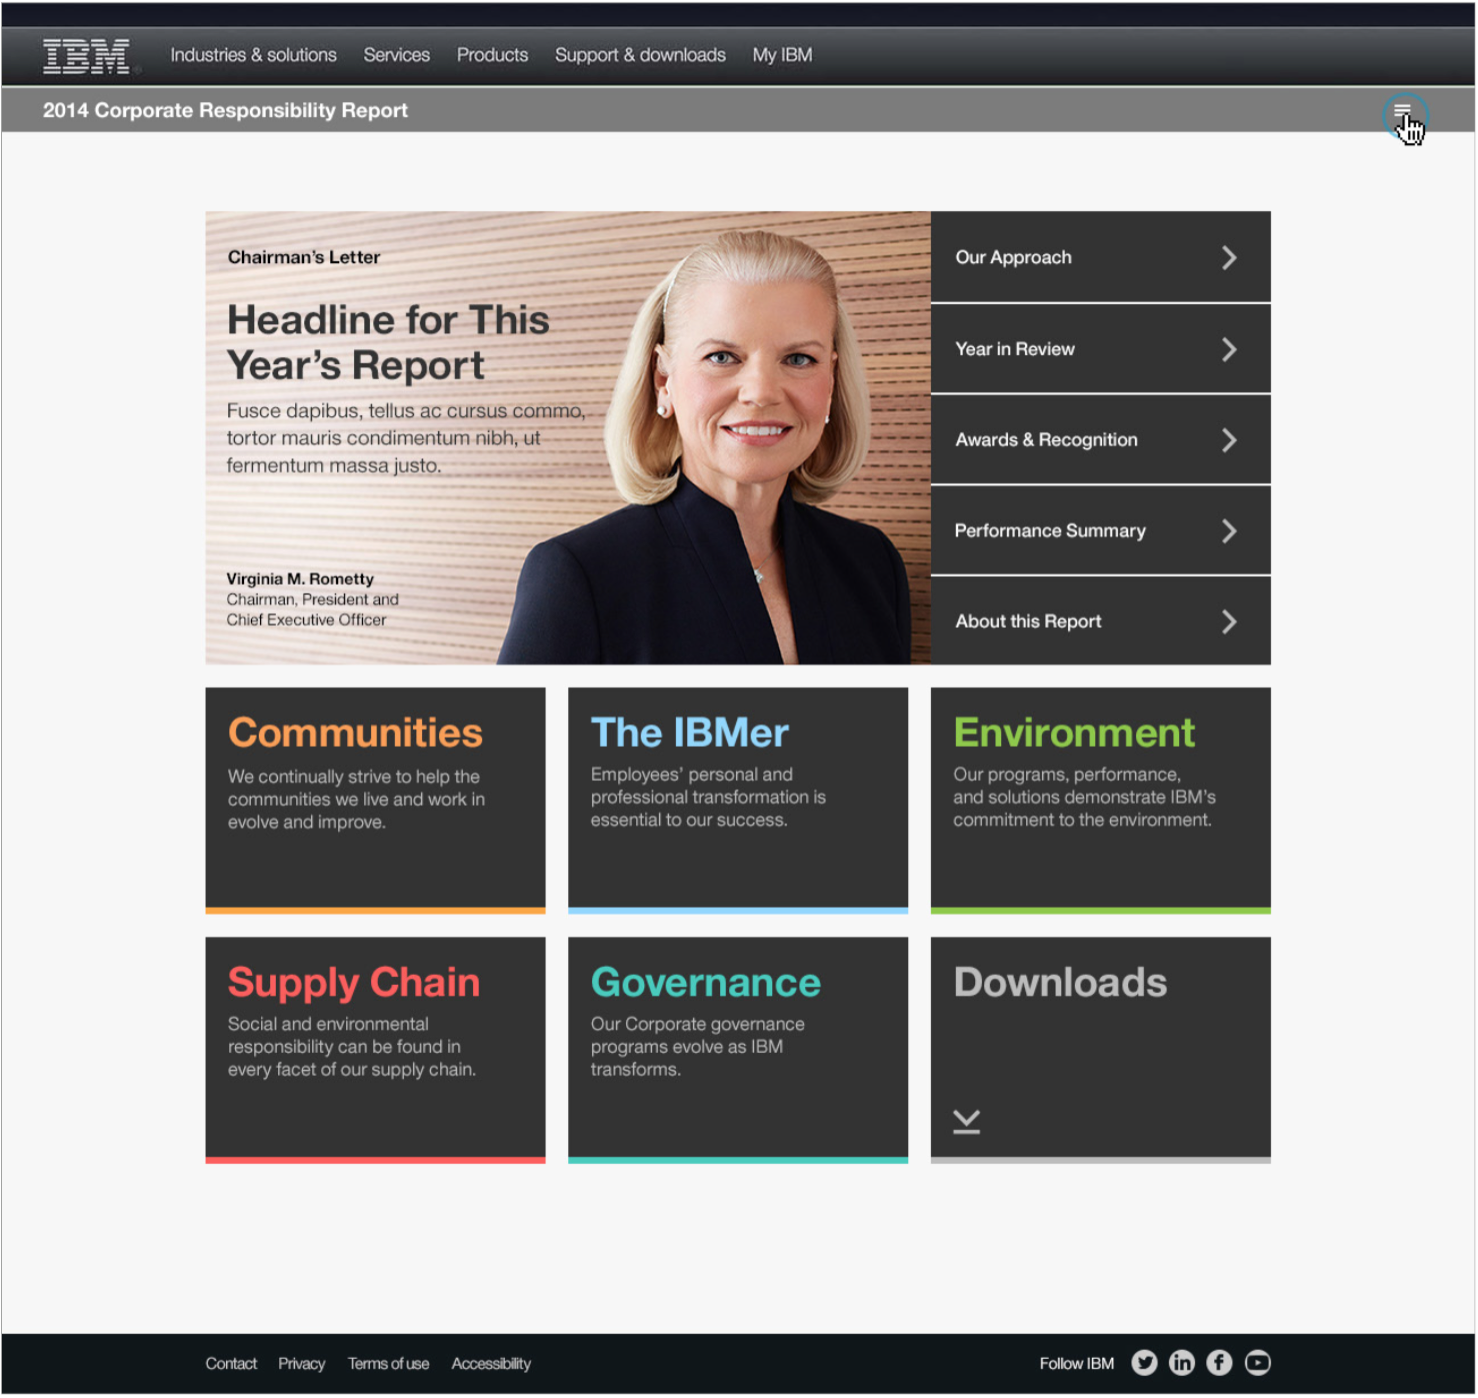 IBM
Industries & solutions Services Products Support & downloads My IBM
2014 Corporate Responsibility Report
Chairman's Letter
Headline for This
Year's Report
Fusce dapibus, tellus ac cursus commo,
tortor mauris condimentum nibh, ut
fermentum massa justo.
Virginia M. Rometty
Chairman, President and
Chief Executive Officer
Our Approach
Year in Review
Awards & Recognition
Performance Summary
About this Report
Communities
We continually strive to help the
communities we live and work in
evolve and improve.
The IBMer
Employees' personal and
professional transformation is
essential to our success.
Environment
Our programs, performance,
and solutions demonstrate IBM's
commitment to the environment.
Supply Chain
Social and environmental
responsibility can be found in
every facet of our supply chain.
Governance
Our Corporate governance
programs evolve as IBM
transforms.
Downloads
Contact Privacy Terms of use Accessibility
Follow IBM